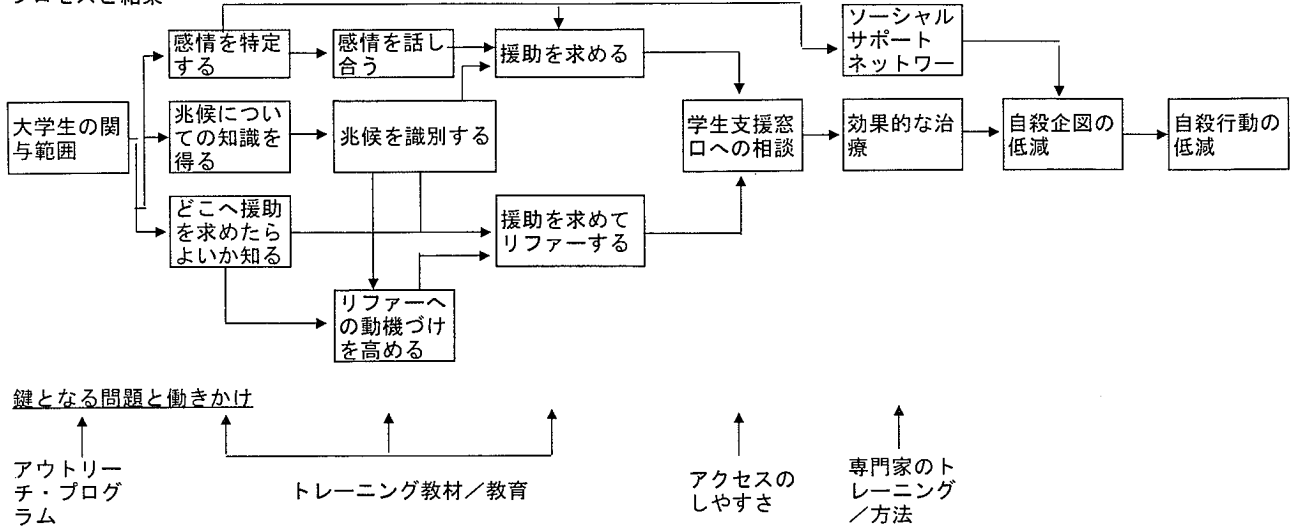 感情を特定
する
感情を話し
合う
援助を求める
ソーシャル
サポート
ネットワー
大学生の関
与範囲
兆候につい
ての知識を
得る
兆候を識別する
学生支援窓
口への相談
効果的な治
療
自殺企図の
低減
自殺行動の
低減
どこへ援助
を求めたら
よいか知る
援助を求めて
リファーする
リファーへ
の動機づけ
を高める
鍵となる問題と働きかけ
アウトリー
チ・プログ
ラム
トレーニング教材／教育
アクセスの
しやすさ
専門家のト
レーニング
／方法